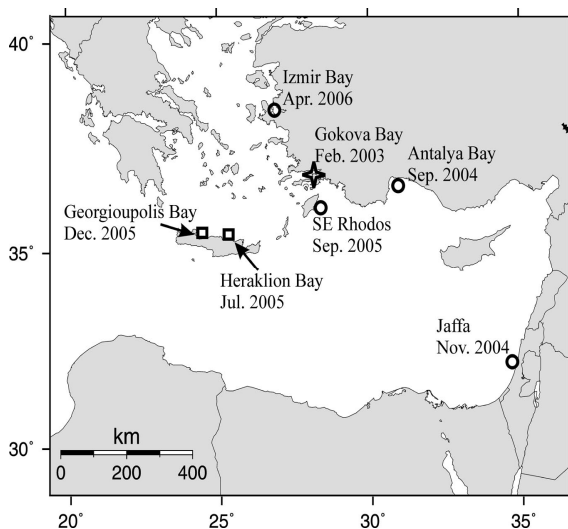 40°
Izmir Bay
Apr. 2006
Gokova Bay
Feb. 2003
Antalya Bay
Sep. 2004
Georgioupolis Bay
Dec. 2005
SE Rhodos
Sep. 2005
35°
Heraklion Bay
Jul. 2005
Jaffa
Nov. 2004
km
0 200 400
30°
20° 25° 30° 35°